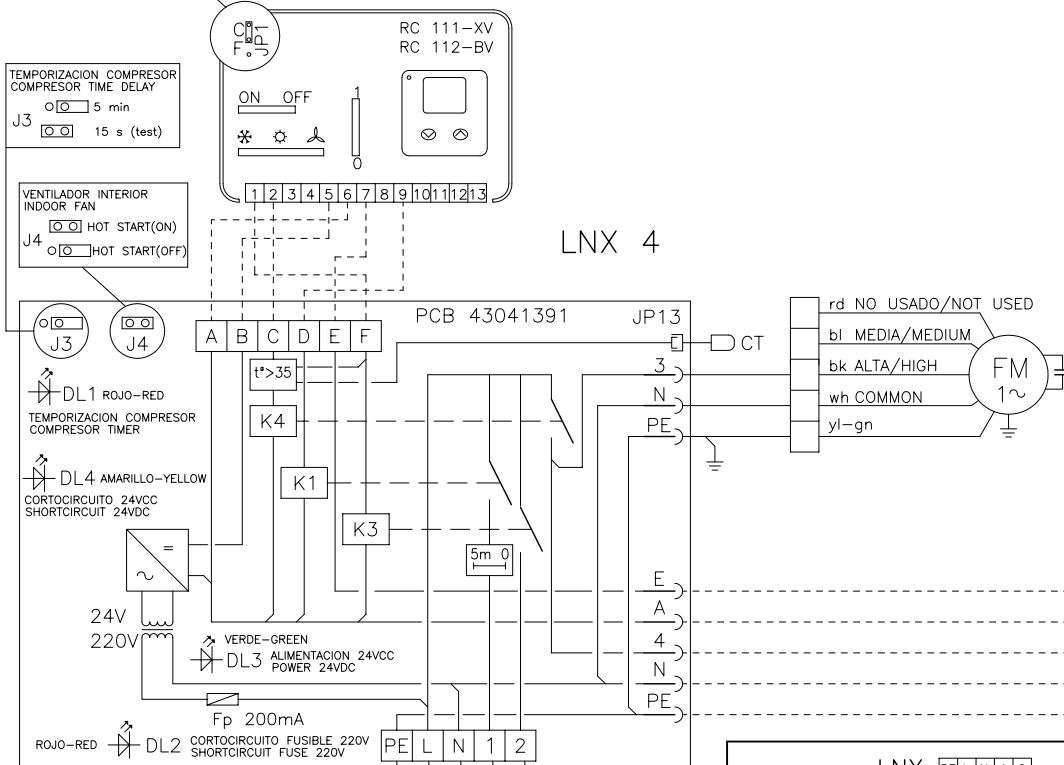 C
F
JP1
RC 111-XV
RC 112-BV
TEMPORIZACION COMPRESOR
COMPRESOR TIME DELAY
J3
5 min
15 s (test)
ON OFF
1
0
VENTILADOR INTERIOR
INDOOR FAN
J4
HOT START(ON)
HOT START(OFF)
1 2 3 4 5 6 7 8 9 10 11 12 13
LNX 4
J3
J4
A B C D E F
PCB 43041391
JP13
CT
rd NO USADO/NOT USED
bl MEDIA/MEDIUM
bk ALTA/HIGH
wh COMMON
yl-gn
FM
1~
t°>35
3
N
PE
DL1 ROJO-RED
TEMPORIZACION COMPRESOR
COMPRESOR TIMER
K4
DL4 AMARILLO-YELLOW
CORTOCIRCUITO 24VCC
SHORTCIRCUIT 24VDC
K1
K3
=
~
5m 0
E
A
4
N
PE
24V
220V
VERDE-GREEN
DL3 ALIMENTACION 24VCC
POWER 24VDC
Fp 200mA
ROJO-RED DL2 CORTOCIRCUITO FUSIBLE 220V
SHORTCIRCUIT FUSE 220V
PE L N 1 2
LNX